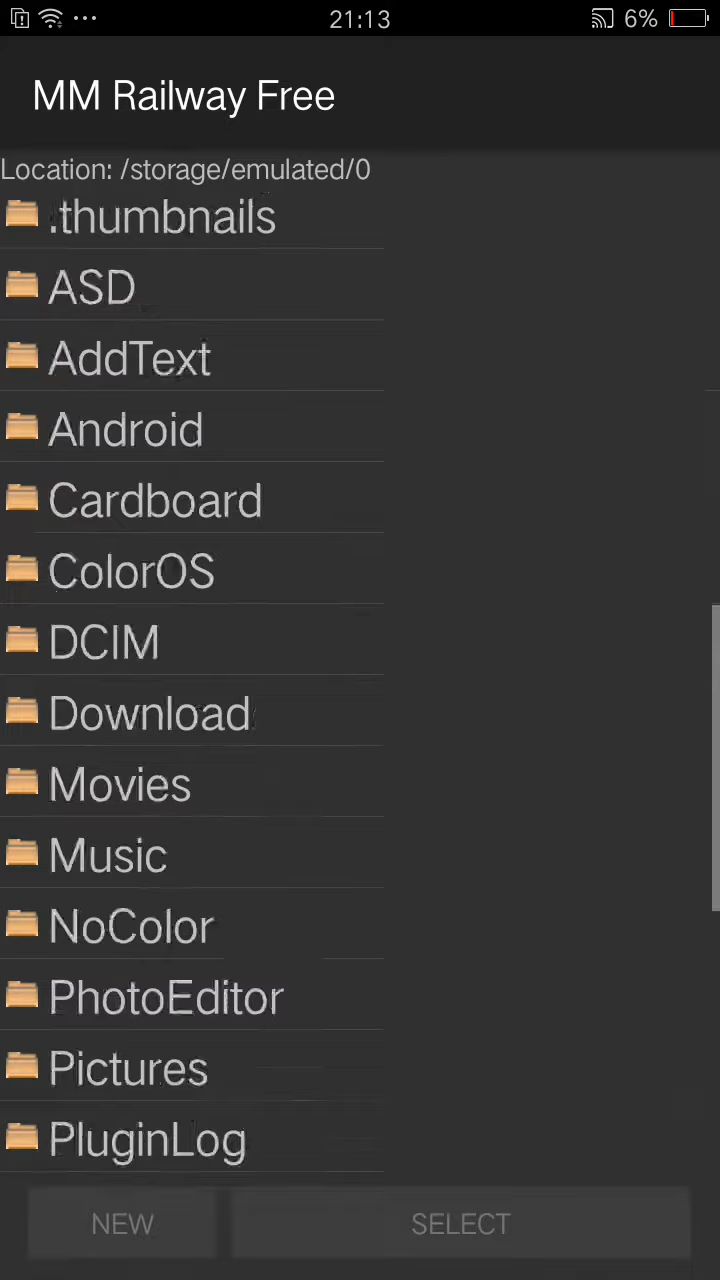 21:13
6%
MM Railway Free
Location: /storage/emulated/0
.thumbnails
ASD
AddText
Android
Cardboard
ColorOS
DCIM
Download
Movies
Music
NoColor
PhotoEditor
Pictures
PluginLog
NEW
SELECT